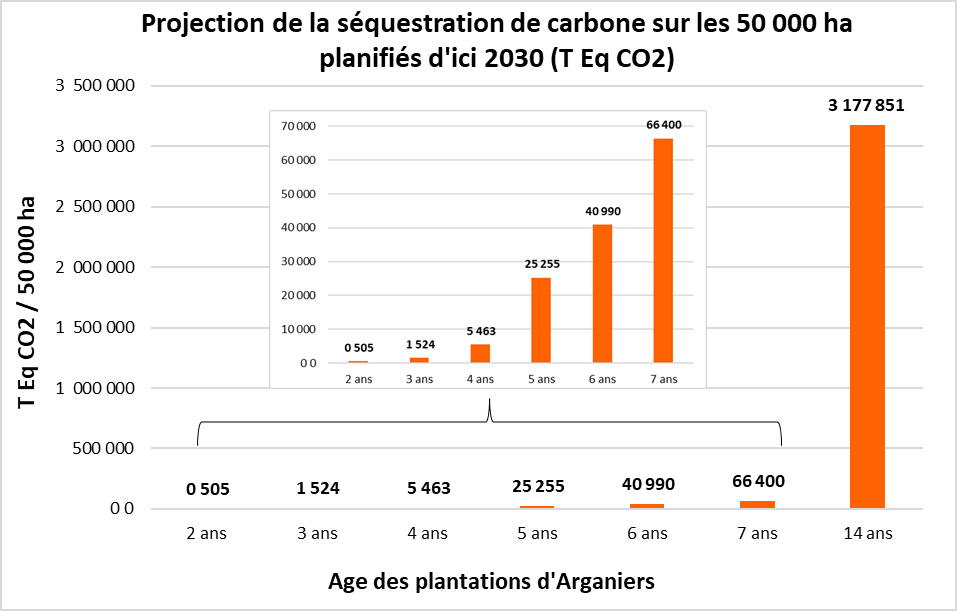 Projection de la séquestration de carbone sur les 50 000 ha
planifiés d'ici 2030 (T Eq CO2)
T Eq CO2 / 50 000 ha
3 500 000
3 000 000
2 500 000
2 000 000
1 500 000
1 000 000
500 000
0 0
70 000
60 000
50 000
40 000
30 000
20 000
10 000
0 0
0 505
1 524
5 463
25 255
40 990
66 400
2 ans
3 ans
4 ans
5 ans
6 ans
7 ans
0 505
1 524
5 463
25 255
40 990
66 400
3 177 851
2 ans
3 ans
4 ans
5 ans
6 ans
7 ans
14 ans
Age des plantations d'Arganiers